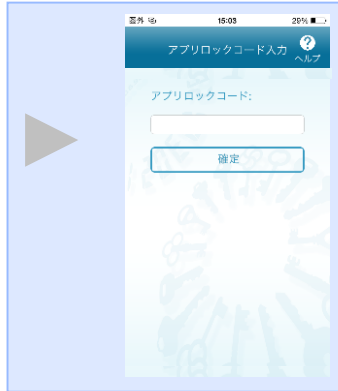 圏外 15:03 29%
アプリロックコード入力 ?
ヘルプ
アプリロックコード:
確定